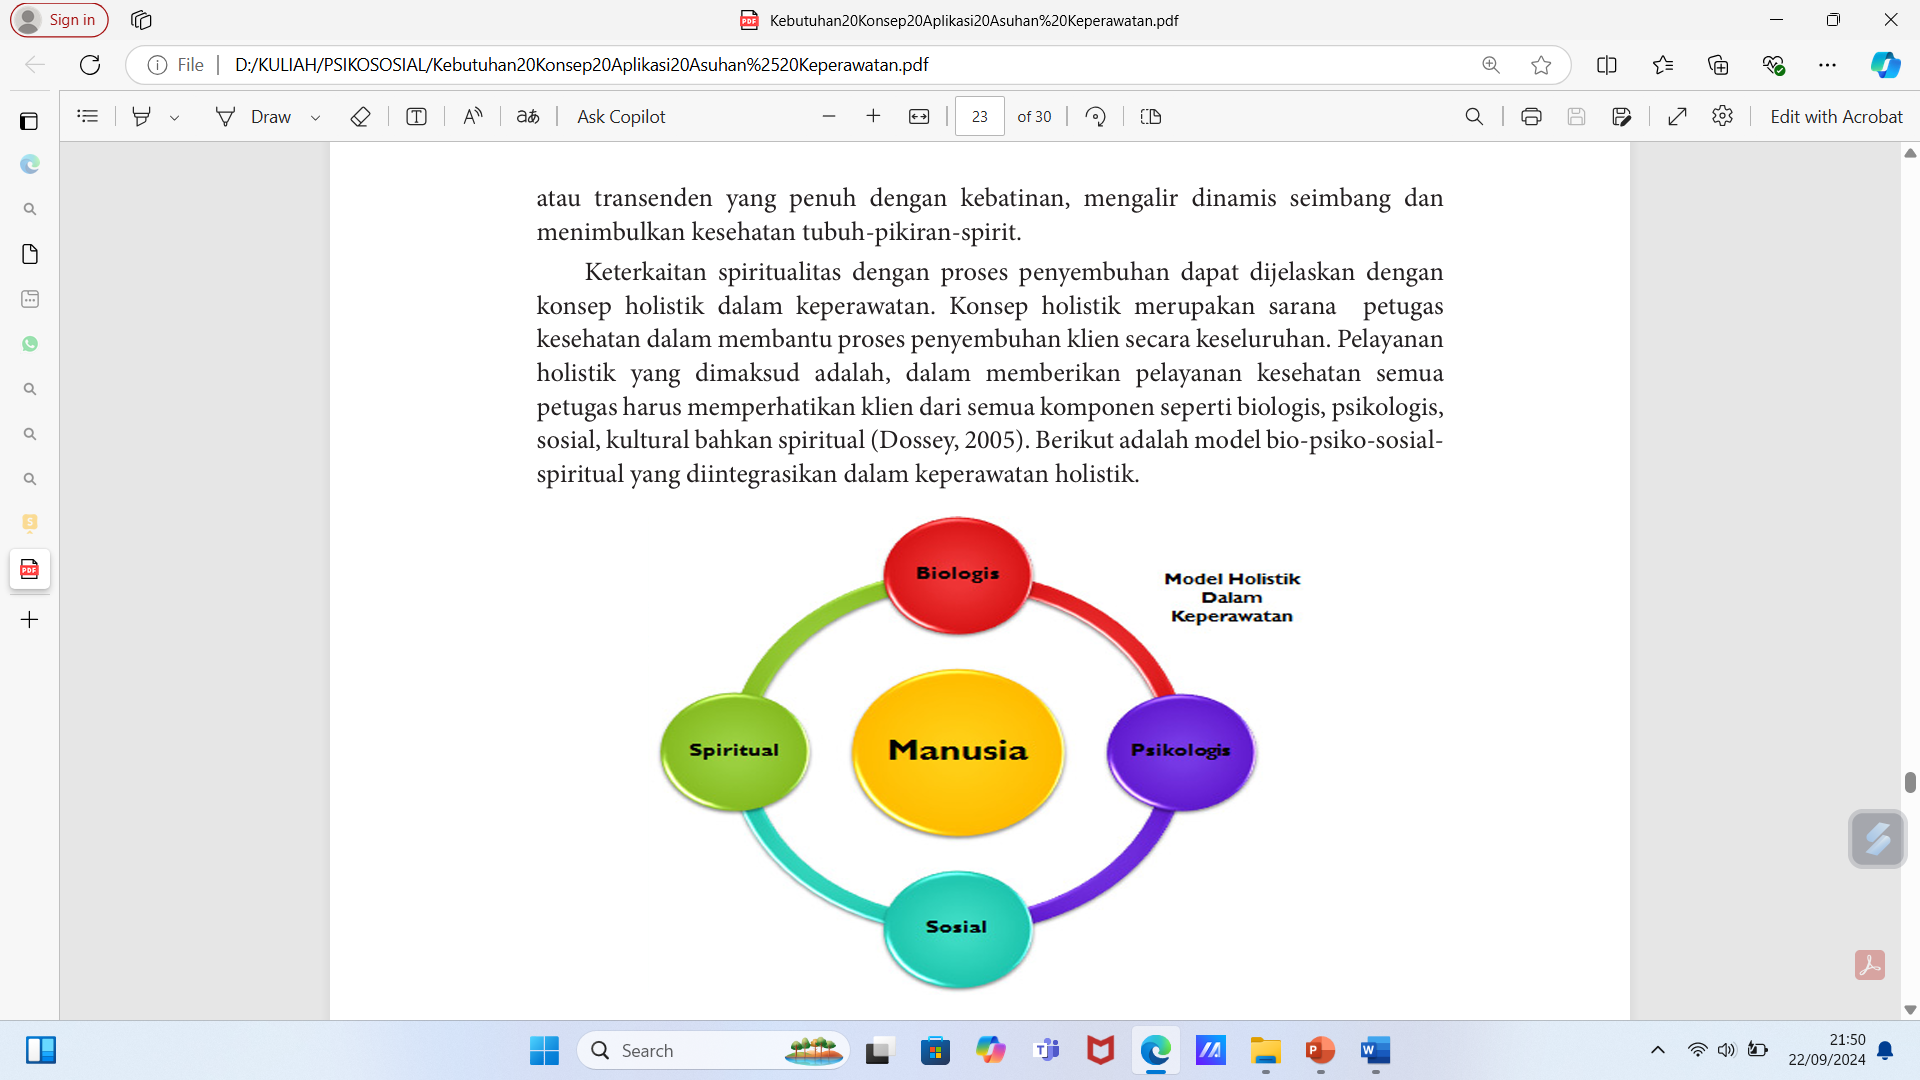 Sign in
Kebutuhan20Konsep20Aplikasi20Asuhan%20Keperawatan.pdf
File
D:/KULIAH/PSIKOSOSIAL/Kebutuhan20Konsep20Aplikasi20Asuhan%2520Keperawatan.pdf
Draw
aあ
Ask Copilot
23 of 30
Edit with Acrobat
atau transenden yang penuh dengan kebatinan, mengalir dinamis seimbang dan
menimbulkan kesehatan tubuh-pikiran-spirit.
Keterkaitan spiritualitas dengan proses penyembuhan dapat dijelaskan dengan
konsep holistik dalam keperawatan. Konsep holistik merupakan sarana petugas
kesehatan dalam membantu proses penyembuhan klien secara keseluruhan. Pelayanan
holistik yang dimaksud adalah, dalam memberikan pelayanan kesehatan semua
petugas harus memperhatikan klien dari semua komponen seperti biologis, psikologis,
sosial, kultural bahkan spiritual (Dossey, 2005). Berikut adalah model bio-psiko-sosial-
spiritual yang diintegrasikan dalam keperawatan holistik.
Biologis
Model Holistik
Dalam
Keperawatan
Spiritual
Manusia
Psikologis
Sosial
Search
21:50
22/09/2024